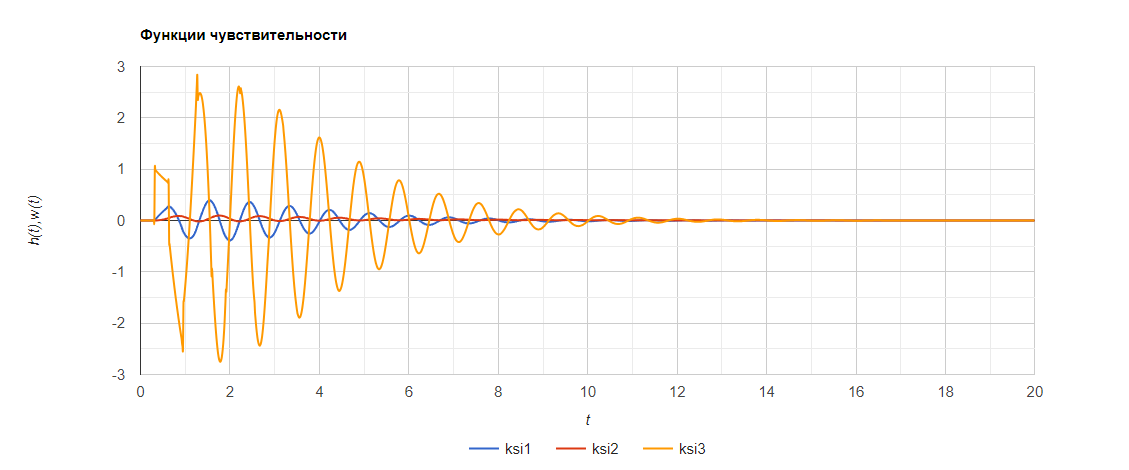 Функции чувствительности
3
2
1
0
-1
-2
-3
h(t),w(t)
0 2 4 6 8 10 12 14 16 18 20
t
ksi1 ksi2 ksi3